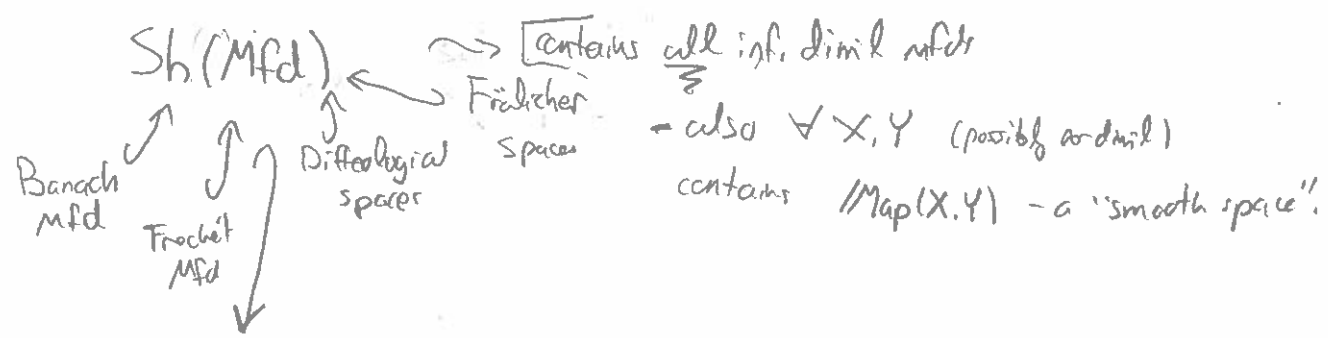 Sh(Mfd)
contains all inf. dim'l mfds
- also ∀ X, Y (possibly ∞-dim'l)
contains Map(X,Y) - a "smooth space".
Frölicher
spaces
Diffeological
spaces
Banach
Mfd
Frechét
Mfd